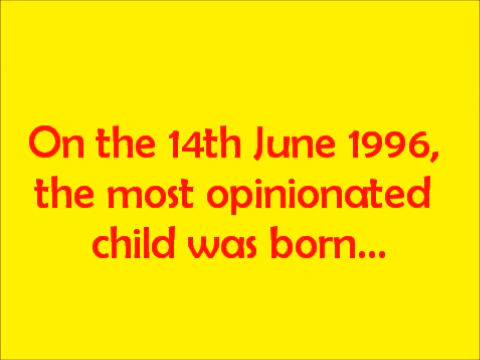 On the 14th June 1996,
the most opinionated
child was born...